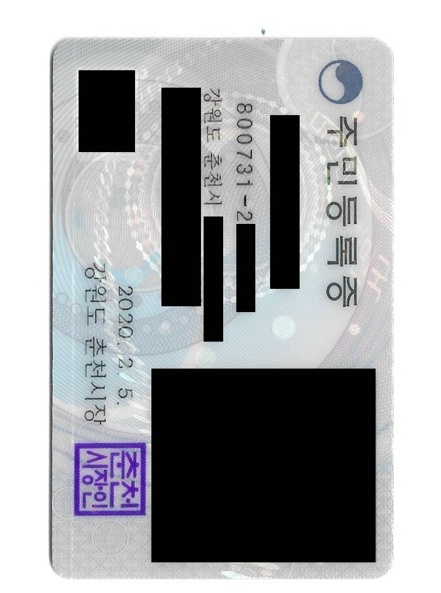 주민등록증
800731-2
강원도 춘천시
2020. 2. 5.
강원도 춘천시장
춘천
시장인